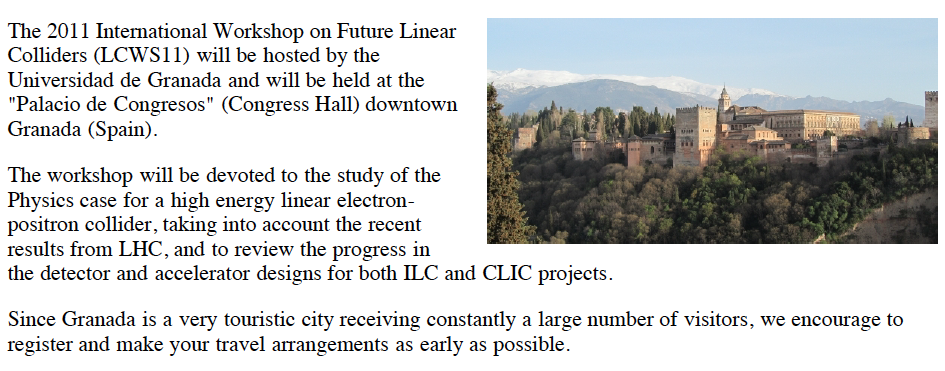 The 2011 International Workshop on Future Linear
Colliders (LCWS11) will be hosted by the
Universidad de Granada and will be held at the
"Palacio de Congresos" (Congress Hall) downtown
Granada (Spain).
The workshop will be devoted to the study of the
Physics case for a high energy linear electron-
positron collider, taking into account the recent
results from LHC, and to review the progress in
the detector and accelerator designs for both ILC and CLIC projects.
Since Granada is a very touristic city receiving constantly a large number of visitors, we encourage to
register and make your travel arrangements as early as possible.